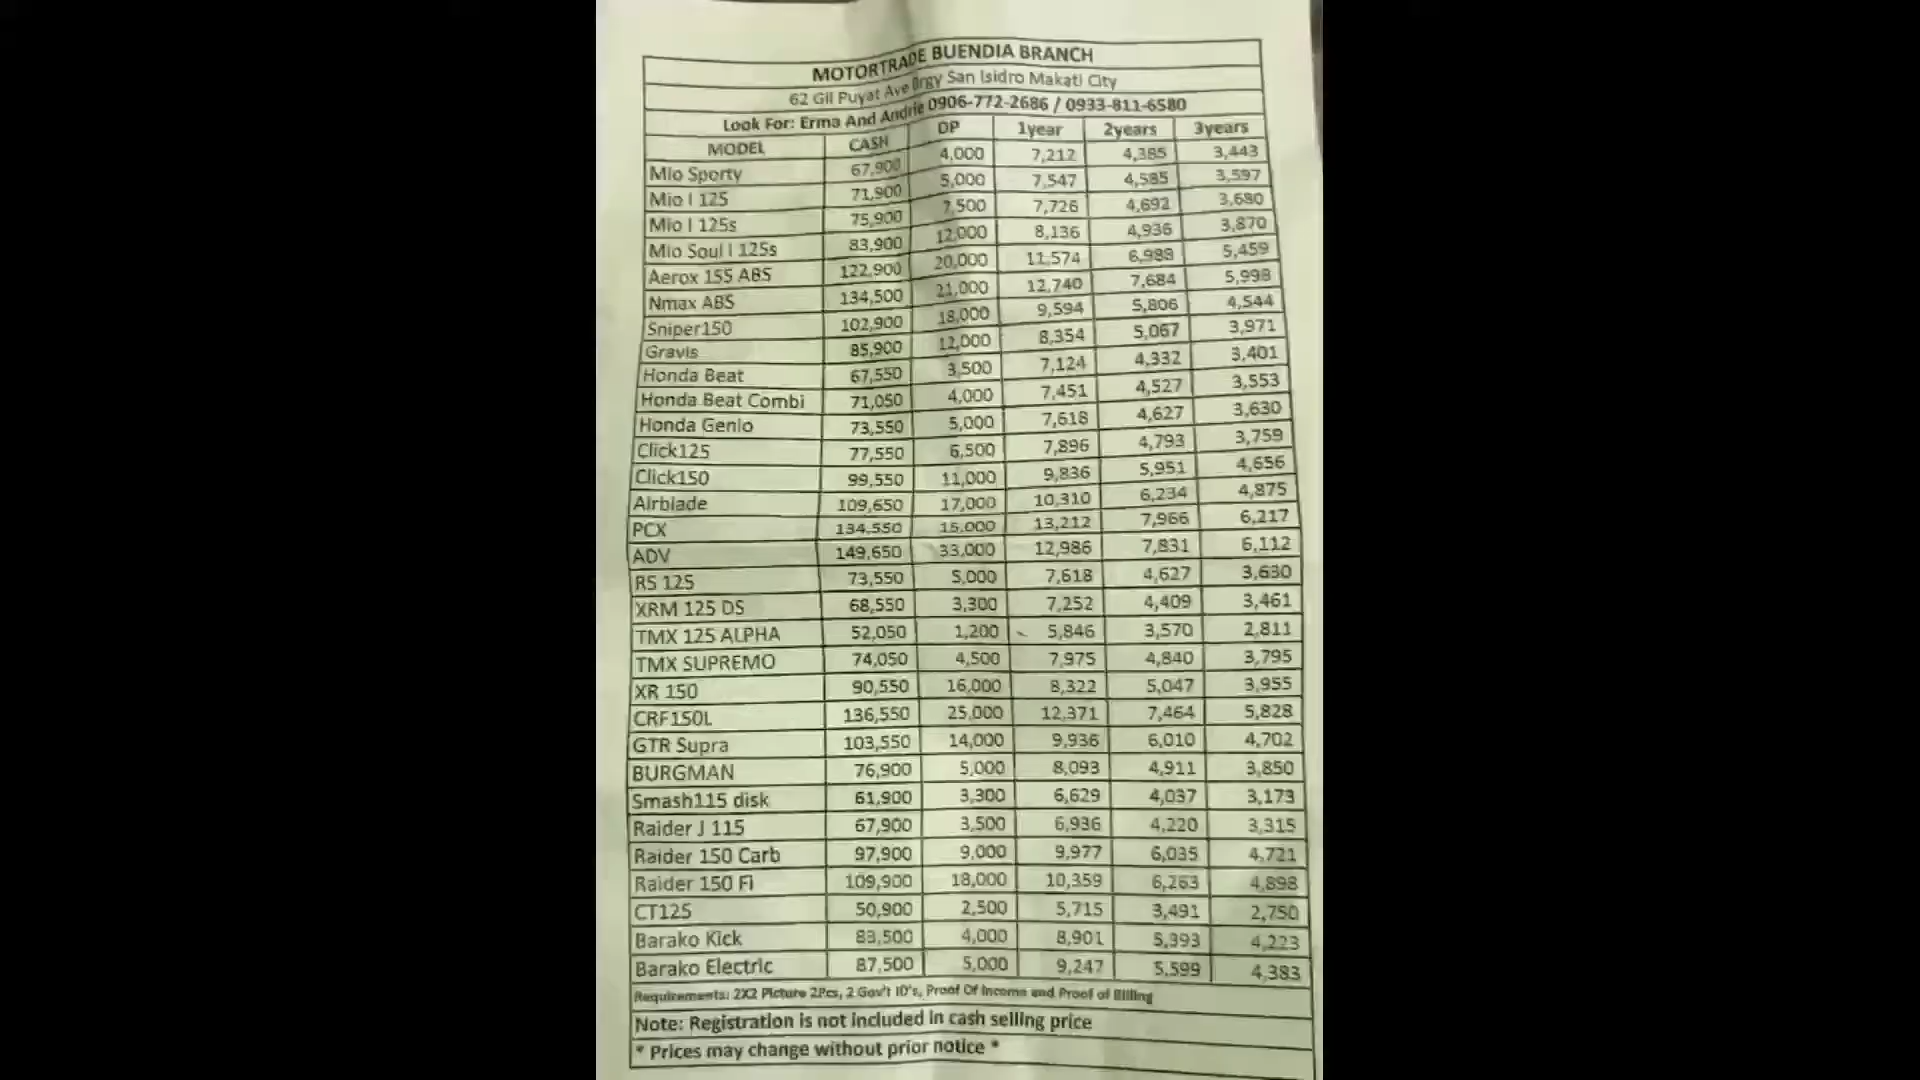 MOTORTRADE BUENDIA BRANCH
62 Gil Puyat Ave Brgy San Isidro Makati City
Look For: Erma And Andrie 0906-772-2686 / 0933-811-6580
MODEL CASH DP 1year 2years 3years
Mio Sporty 67,900 4,000 7,212 4,385 3,443
Mio I 125 71,900 5,000 7,547 4,585 3,597
Mio I 125s 75,900 7,500 7,726 4,692 3,680
Mio Soul I 125s 83,900 12,000 8,136 4,936 3,870
Aerox 155 ABS 122,900 20,000 11,574 6,988 5,459
Nmax ABS 134,500 21,000 12,740 7,684 5,998
Sniper150 102,900 18,000 9,594 5,806 4,544
Gravis 85,900 12,000 8,354 5,067 3,971
Honda Beat 67,550 3,500 7,124 4,332 3,401
Honda Beat Combi 71,050 4,000 7,451 4,527 3,553
Honda Genio 73,550 5,000 7,618 4,627 3,630
Click125 77,550 6,500 7,896 4,793 3,759
Click150 99,550 11,000 9,836 5,951 4,656
Airblade 109,650 17,000 10,310 6,234 4,875
PCX 134,550 15,000 13,212 7,966 6,217
ADV 149,650 33,000 12,986 7,831 6,112
RS 125 73,550 5,000 7,618 4,627 3,630
XRM 125 DS 68,550 3,300 7,252 4,409 3,461
TMX 125 ALPHA 52,050 1,200 5,846 3,570 2,811
TMX SUPREMO 74,050 4,500 7,975 4,840 3,795
XR 150 90,550 16,000 8,322 5,047 3,955
CRF150L 136,550 25,000 12,371 7,464 5,828
GTR Supra 103,550 14,000 9,936 6,010 4,702
BURGMAN 76,900 5,000 8,093 4,911 3,850
Smash115 disk 61,900 3,300 6,629 4,037 3,173
Raider J 115 67,900 3,500 6,936 4,220 3,315
Raider 150 Carb 97,900 9,000 9,977 6,035 4,721
Raider 150 Fi 109,900 18,000 10,359 6,263 4,898
CT125 50,900 2,500 5,715 3,491 2,750
Barako Kick 83,500 4,000 8,901 5,393 4,223
Barako Electric 87,500 5,000 9,247 5,599 4,383
Requirements: 2X2 Picture 2Pcs, 2 Gov't ID's, Proof Of Income and Proof of Billing
Note: Registration is not included in cash selling price
* Prices may change without prior notice *